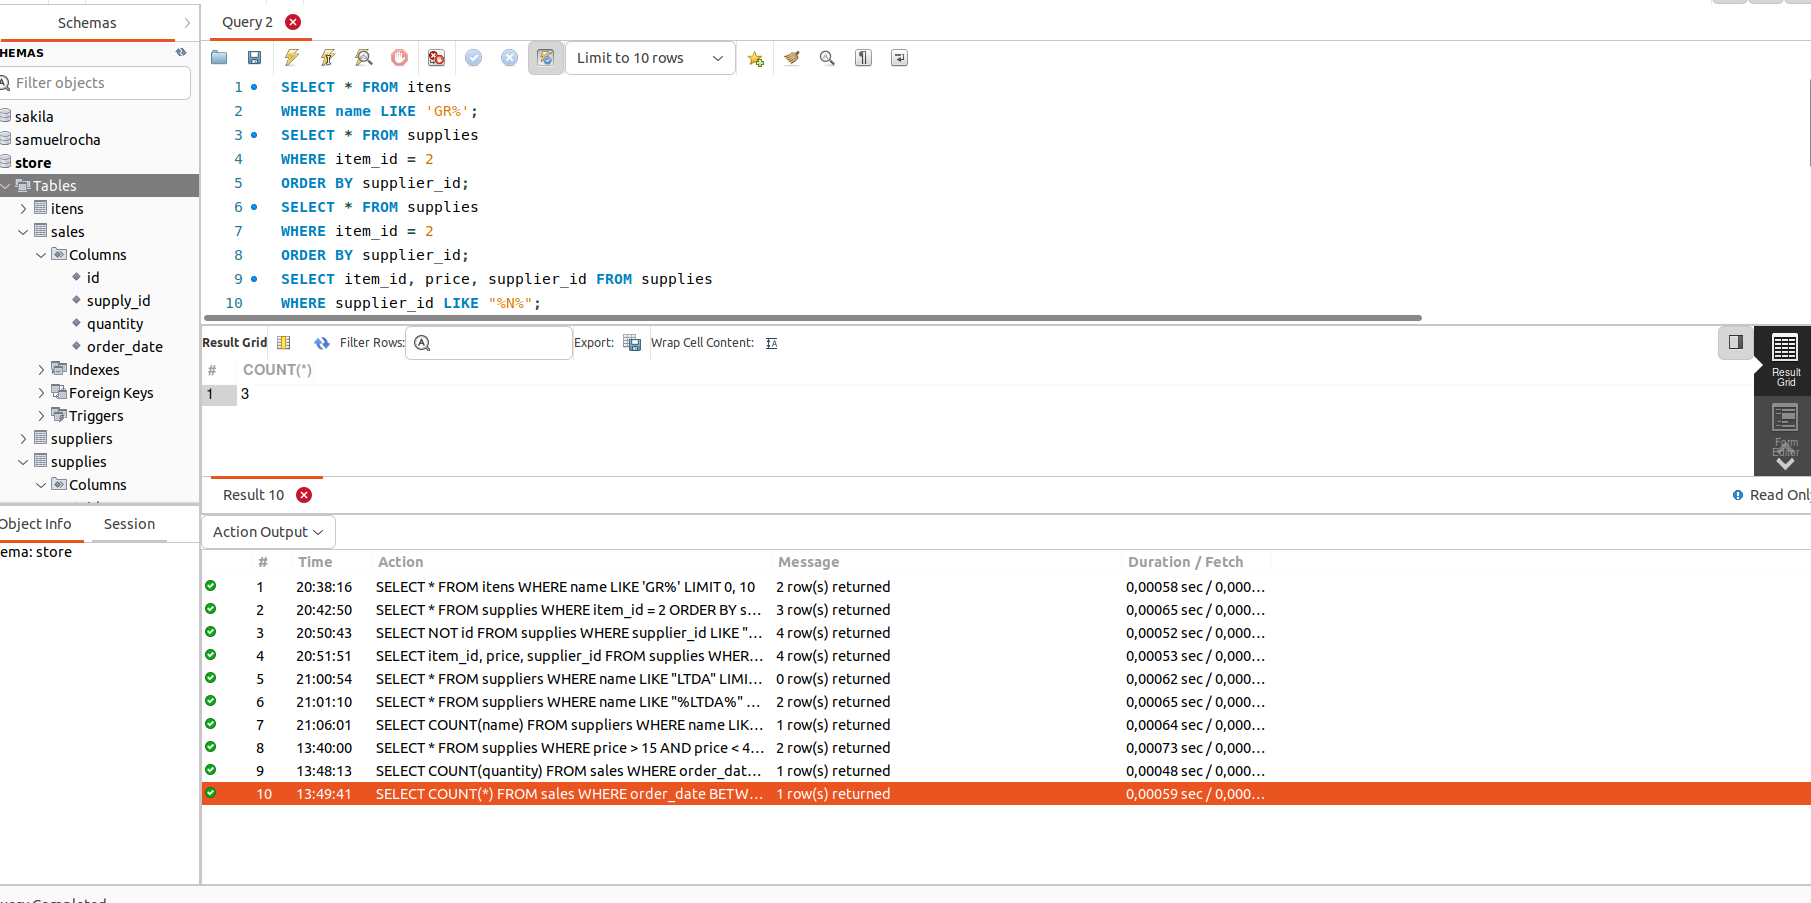 Schemas
Query 2
HEMAS
Filter objects
sakila
samuelrocha
store
Tables
itens
sales
Columns
id
supply_id
quantity
order_date
Indexes
Foreign Keys
Triggers
suppliers
supplies
Columns
Limit to 10 rows
1 SELECT * FROM itens
2 WHERE name LIKE 'GR%';
3 SELECT * FROM supplies
4 WHERE item_id = 2
5 ORDER BY supplier_id;
6 SELECT * FROM supplies
7 WHERE item_id = 2
8 ORDER BY supplier_id;
9 SELECT item_id, price, supplier_id FROM supplies
10 WHERE supplier_id LIKE "%N%";
Result Grid Filter Rows: Export: Wrap Cell Content:
# COUNT(*)
1 3
Result
Grid
Form
Editor
Result 10
Read Onl
Object Info Session
ema: store
Action Output
# Time Action Message Duration / Fetch
1 20:38:16 SELECT * FROM itens WHERE name LIKE 'GR%' LIMIT 0, 10 2 row(s) returned 0,00058 sec / 0,000...
2 20:42:50 SELECT * FROM supplies WHERE item_id = 2 ORDER BY s... 3 row(s) returned 0,00065 sec / 0,000...
3 20:50:43 SELECT NOT id FROM supplies WHERE supplier_id LIKE "... 4 row(s) returned 0,00052 sec / 0,000...
4 20:51:51 SELECT item_id, price, supplier_id FROM supplies WHER... 4 row(s) returned 0,00053 sec / 0,000...
5 21:00:54 SELECT * FROM suppliers WHERE name LIKE "LTDA" LIMI... 0 row(s) returned 0,00062 sec / 0,000...
6 21:01:10 SELECT * FROM suppliers WHERE name LIKE "%LTDA%" ... 2 row(s) returned 0,00065 sec / 0,000...
7 21:06:01 SELECT COUNT(name) FROM suppliers WHERE name LIK... 1 row(s) returned 0,00064 sec / 0,000...
8 13:40:00 SELECT * FROM supplies WHERE price > 15 AND price < 4... 2 row(s) returned 0,00073 sec / 0,000...
9 13:48:13 SELECT COUNT(quantity) FROM sales WHERE order_dat... 1 row(s) returned 0,00048 sec / 0,000...
10 13:49:41 SELECT COUNT(*) FROM sales WHERE order_date BETW... 1 row(s) returned 0,00059 sec / 0,000...